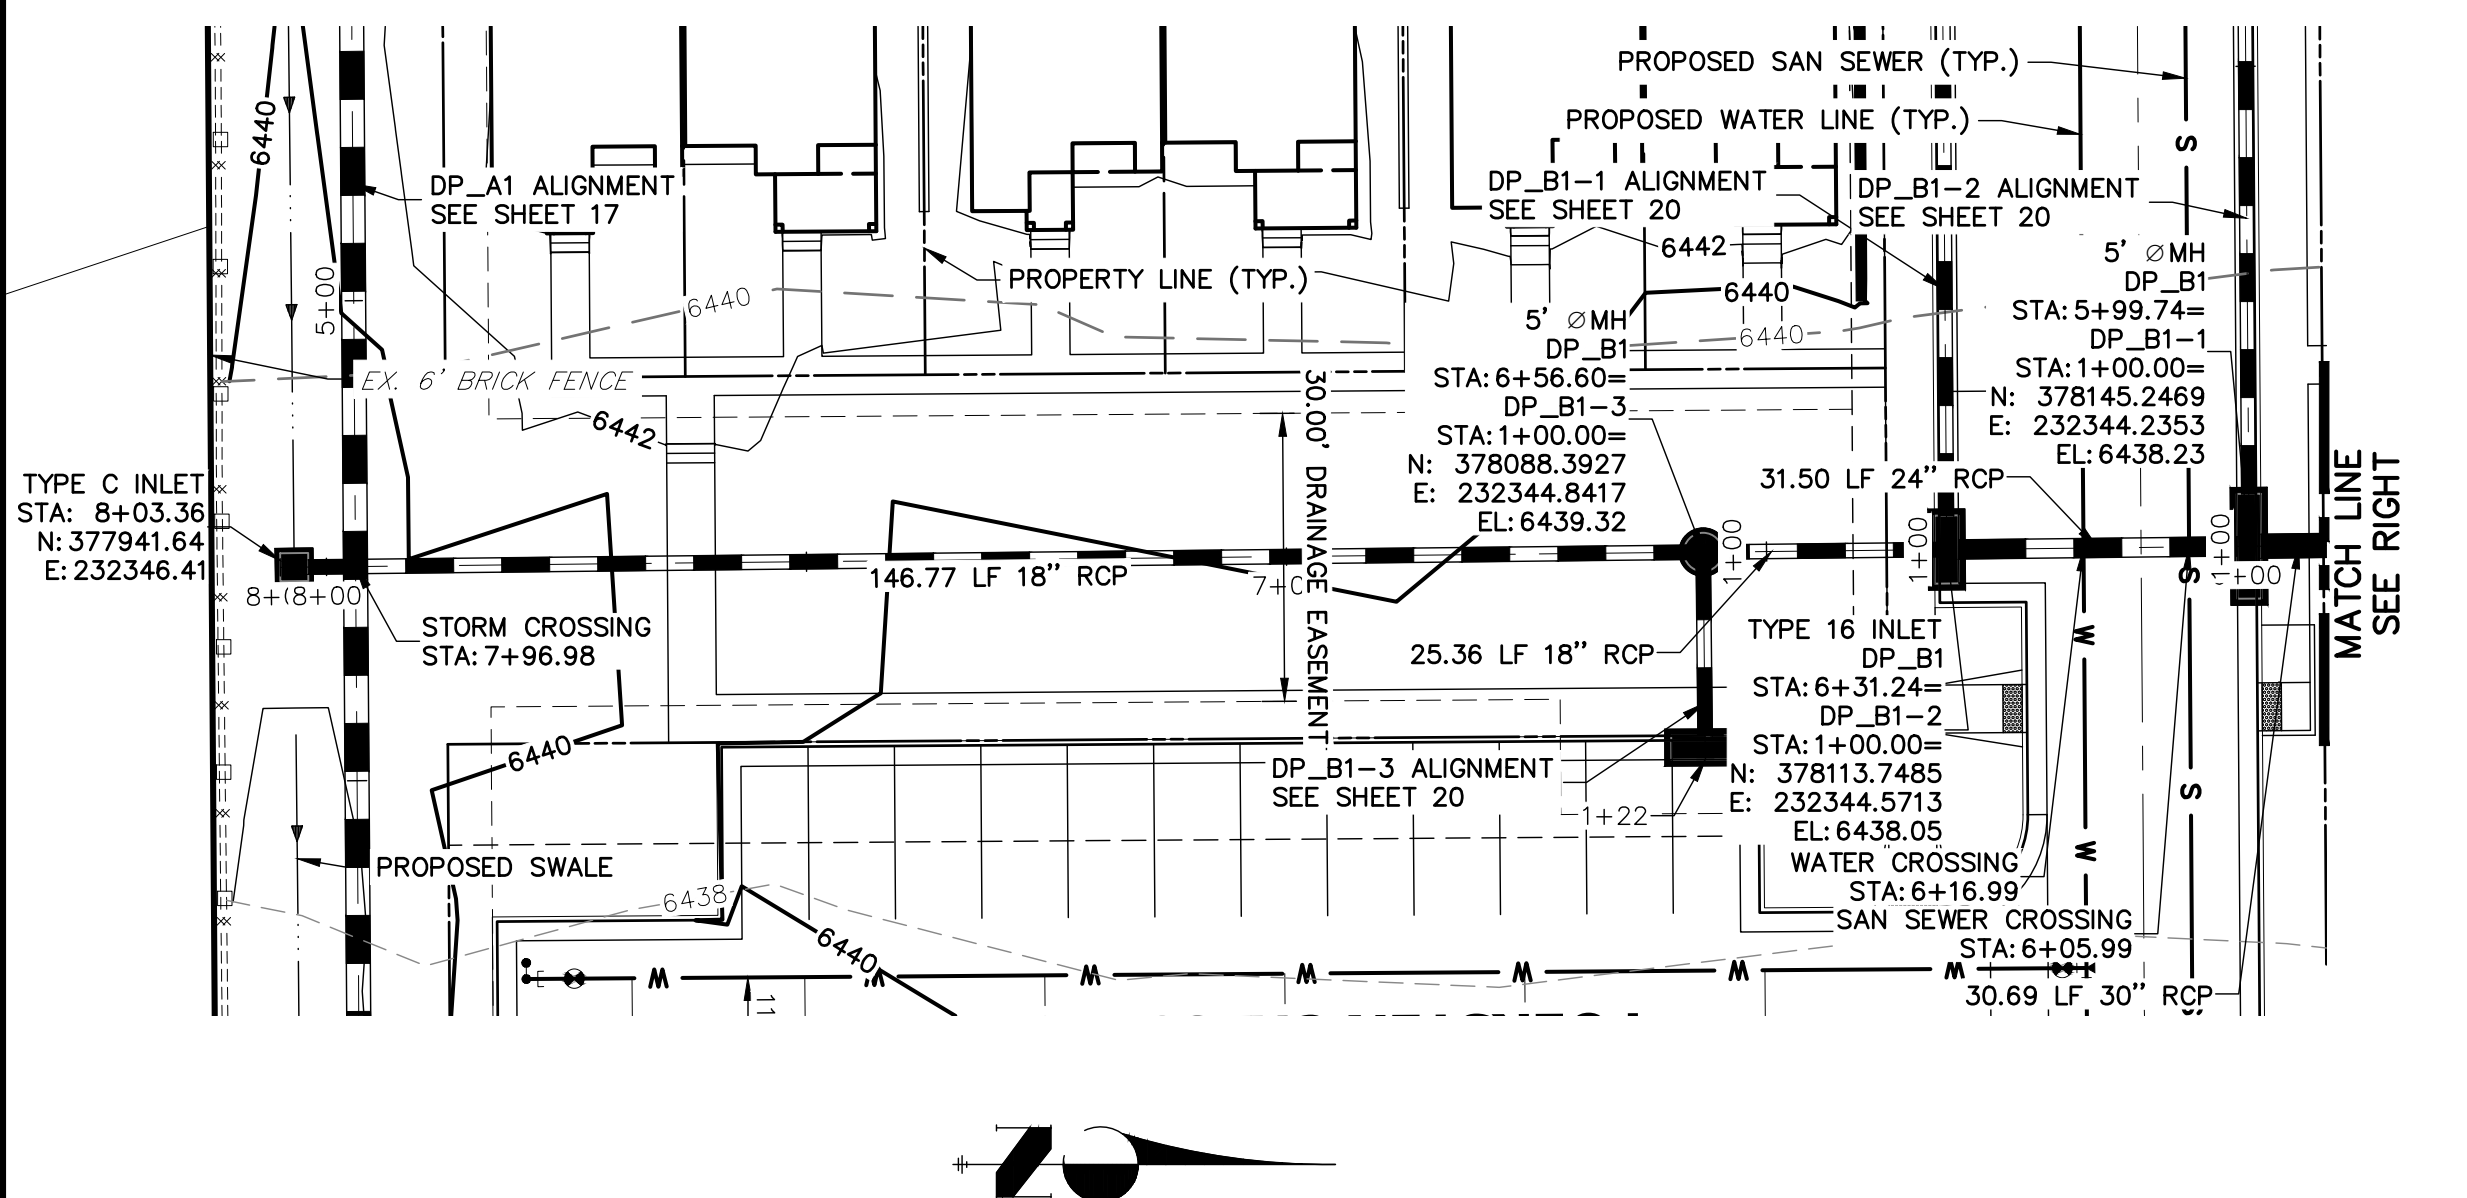 PROPOSED SAN SEWER (TYP.)
PROPOSED WATER LINE (TYP.)
6440
DP_A1 ALIGNMENT
SEE SHEET 17
DP_B1-1 ALIGNMENT
SEE SHEET 20
DP_B1-2 ALIGNMENT
SEE SHEET 20
S
6442
PROPERTY LINE (TYP.)
6440
6440
6440
5+00
5' ØMH
DP_B1
STA: 5+99.74=
DP_B1-1
STA: 1+00.00=
N: 378145.2469
E: 232344.2353
EL: 6438.23
5' ØMH
DP_B1
STA: 6+56.60=
DP_B1-3
STA: 1+00.00=
N: 378088.3927
E: 232344.8417
EL: 6439.32
EX. 6' BRICK FENCE
6442
30.00' DRAINAGE EASEMENT
31.50 LF 24" RCP
MATCH LINE
SEE RIGHT
TYPE C INLET
STA: 8+03.36
N: 377941.64
E: 232346.41
1+00
1+00
1+00
1+00
8+(8+00
146.77 LF 18" RCP
7+0
S
STORM CROSSING
STA: 7+96.98
25.36 LF 18" RCP
W
TYPE 16 INLET
DP_B1
STA: 6+31.24=
DP_B1-2
STA: 1+00.00=
N: 378113.7485
E: 232344.5713
EL: 6438.05
6440
DP_B1-3 ALIGNMENT
SEE SHEET 20
1+22
S
W
PROPOSED SWALE
WATER CROSSING
STA: 6+16.99
6438
SAN SEWER CROSSING
STA: 6+05.99
6440
W W W W W W W
30.69 LF 30" RCP
11
N